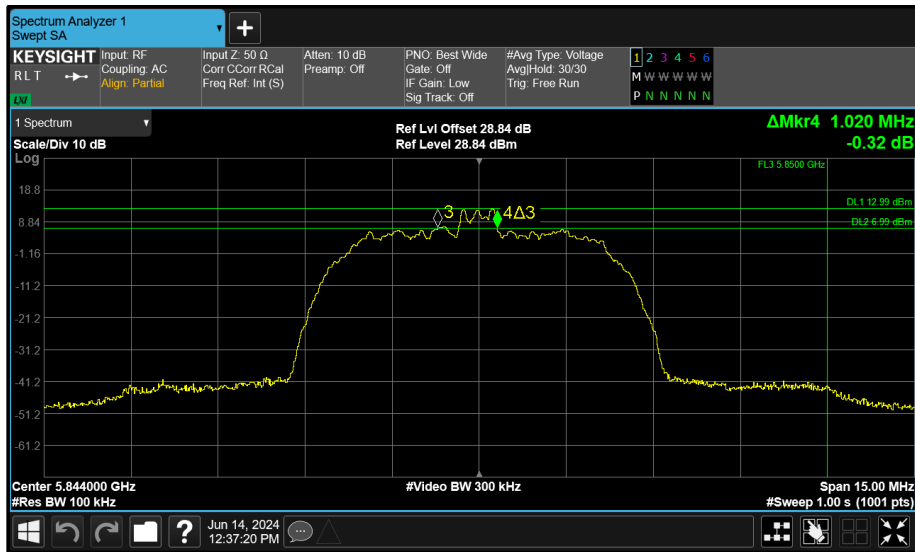 Spectrum Analyzer 1
Swept SA
+
KEYSIGHT
R L T
LXI
Input: RF
Coupling: AC
Align: Partial
Input Z: 50 Ω
Corr CCorr RCal
Freq Ref: Int (S)
Atten: 10 dB
Preamp: Off
PNO: Best Wide
Gate: Off
IF Gain: Low
Sig Track: Off
#Avg Type: Voltage
Avg|Hold: 30/30
Trig: Free Run
1 2 3 4 5 6
M W W W W W
P N N N N N
1 Spectrum
Scale/Div 10 dB
Ref Lvl Offset 28.84 dB
Ref Level 28.84 dBm
ΔMkr4 1.020 MHz
-0.32 dB
Log
FL3 5.8500 GHz
18.8
DL1 12.99 dBm
3
4Δ3
8.84
DL2 6.99 dBm
-1.16
-11.2
-21.2
-31.2
-41.2
-51.2
-61.2
Center 5.844000 GHz
#Video BW 300 kHz
Span 15.00 MHz
#Res BW 100 kHz
#Sweep 1.00 s (1001 pts)
?
Jun 14, 2024
12:37:20 PM